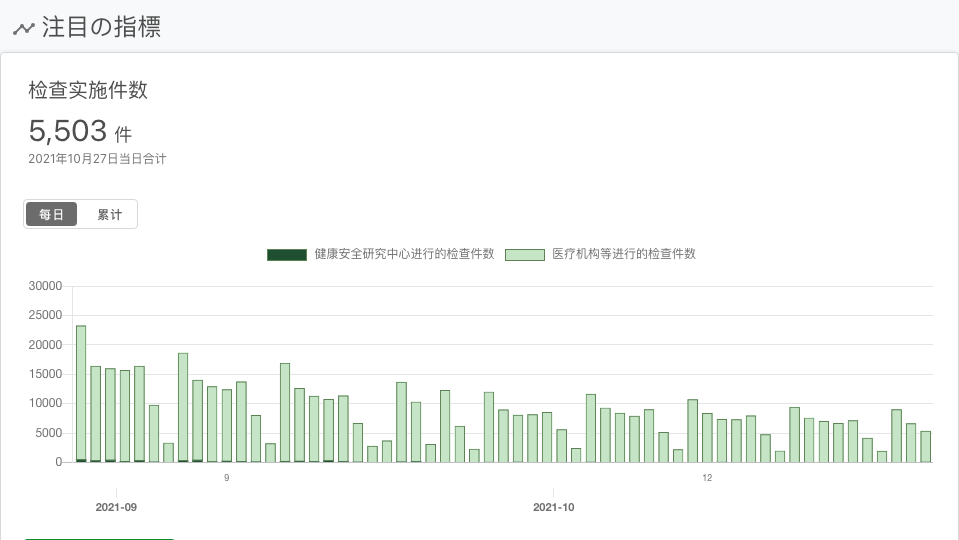 注目の指標
检查实施件数
5,503 件
2021年10月27日当日合计
每日 累计
健康安全研究中心进行的检查件数 医疗机构等进行的检查件数
30000
25000
20000
15000
10000
5000
0
9 12
2021-09 2021-10